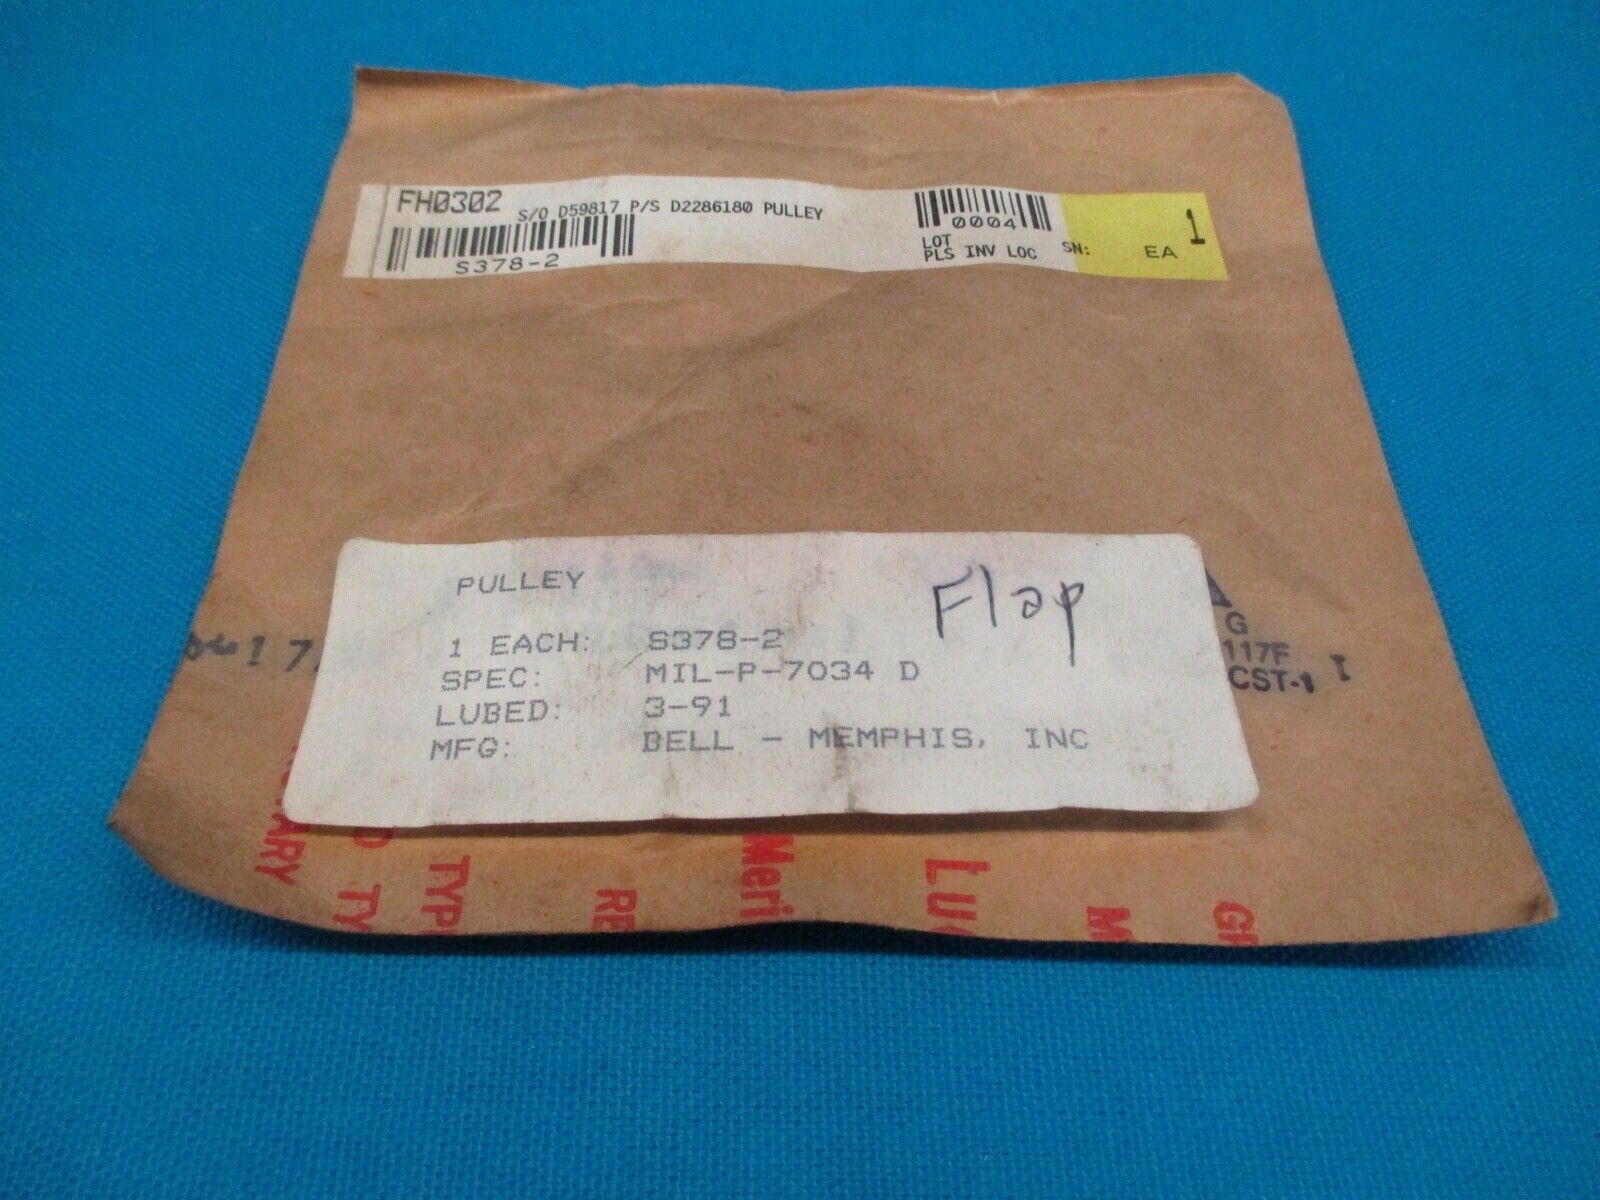 FH0302
S/O D59817 P/S D2286180 PULLEY
S378-2
0004
LOT
PLS INV LOC SN:
EA 1
PULLEY
Flap
1 EACH: S378-2
SPEC: MIL-P-7034 D
LUBED: 3-91
MFG: BELL - MEMPHIS, INC
G
117F
CST-1 I